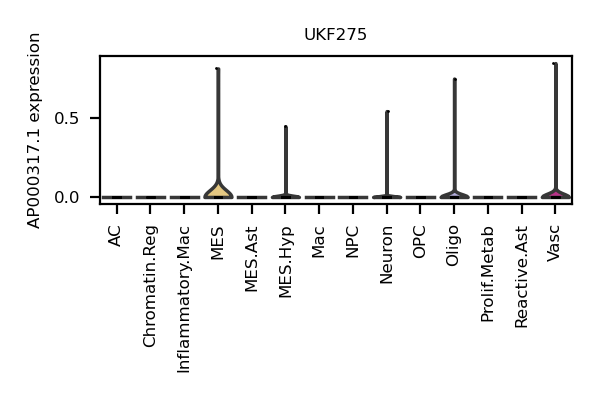 UKF275
AP000317.1 expression
0.5
0.0
AC
Chromatin.Reg
Inflammatory.Mac
MES
MES.Ast
MES.Hyp
Mac
NPC
Neuron
OPC
Oligo
Prolif.Metab
Reactive.Ast
Vasc